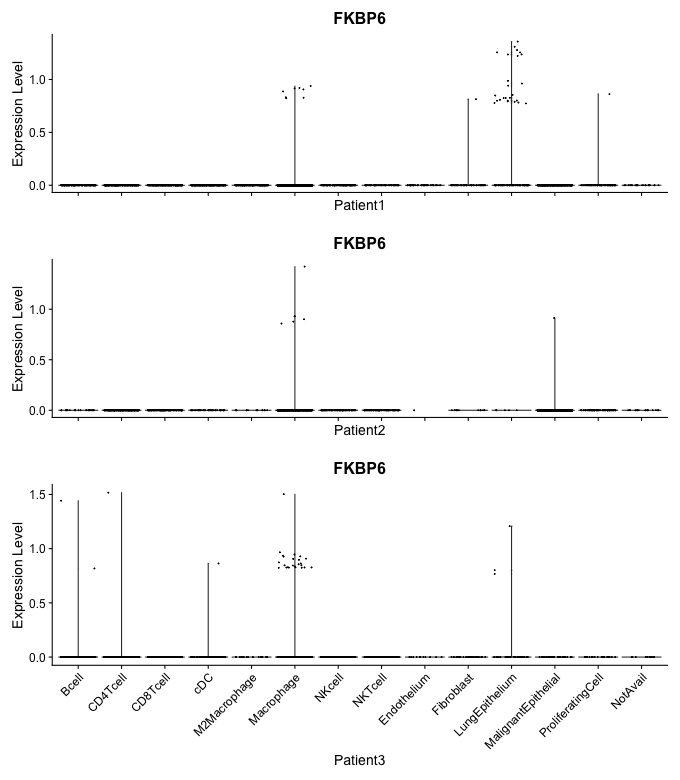 FKBP6
Expression Level
1.0
0.5
0.0
Patient1
FKBP6
Expression Level
1.0
0.5
0.0
Patient2
FKBP6
Expression Level
1.5
1.0
0.5
0.0
Bcell
CD4Tcell
CD8Tcell
cDC
M2Macrophage
Macrophage
NKcell
NKTcell
Endothelium
Fibroblast
LungEpithelium
MalignantEpithelial
ProliferatingCell
NotAvail
Patient3